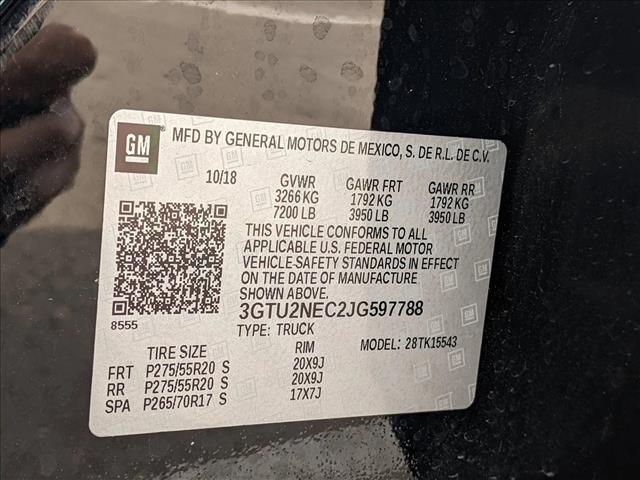 GM ® MFD BY GENERAL MOTORS DE MEXICO, S. DE R.L. DE C.V.
10/18 GVWR GAWR FRT GAWR RR
3266 KG 1792 KG 1792 KG
7200 LB 3950 LB 3950 LB
THIS VEHICLE CONFORMS TO ALL
APPLICABLE U.S. FEDERAL MOTOR
VEHICLE-SAFETY STANDARDS IN EFFECT
ON THE DATE OF MANUFACTURE
SHOWN ABOVE.
8555 3GTU2NEC2JG597788
TYPE: TRUCK
TIRE SIZE RIM MODEL: 28TK15543
FRT P275/55R20 S 20X9J
RR P275/55R20 S 20X9J
SPA P265/70R17 S 17X7J